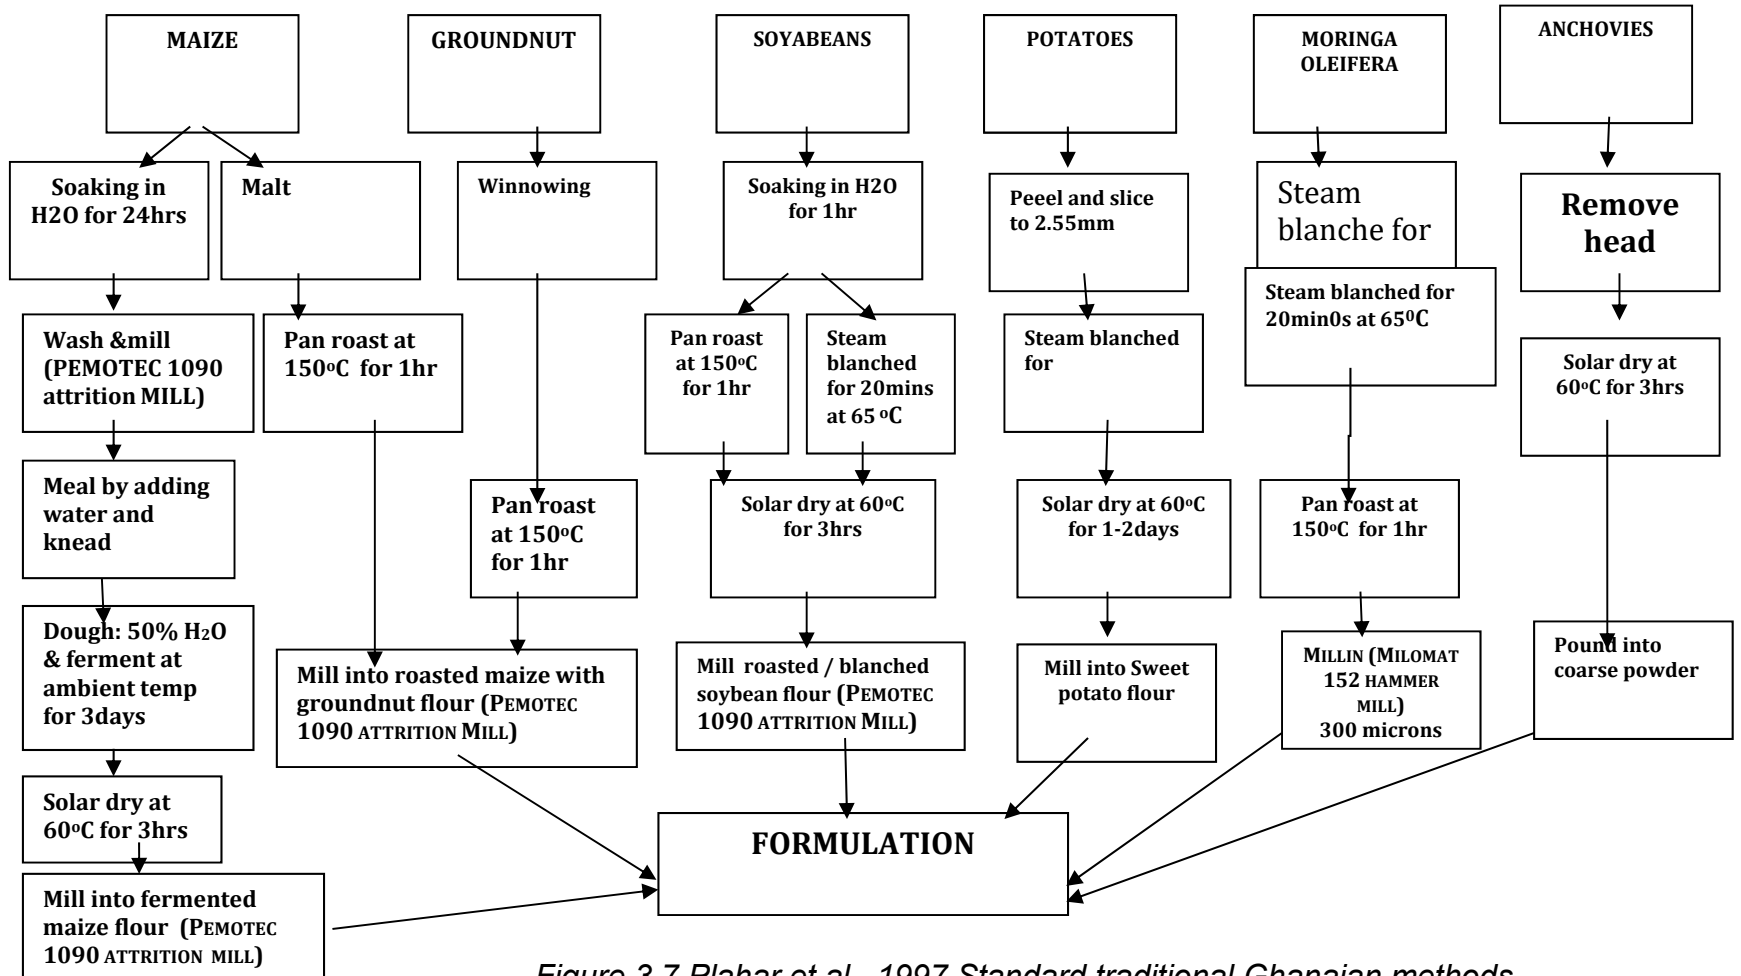 MAIZE
GROUNDNUT
SOYABEANS
POTATOES
MORINGA
OLEIFERA
ANCHOVIES
Soaking in
H2O for 24hrs
Malt
Winnowing
Soaking in H2O
for 1hr
Peeel and slice
to 2.55mm
Steam
blanche for
Remove
head
Wash &mill
(PEMOTEC 1090
attrition MILL)
Pan roast at
150oC for 1hr
Pan roast
at 150oC
for 1hr
Steam
blanched
for 20mins
at 65 oC
Steam blanched
for
Steam blanched for
20min0s at 65⁰C
Solar dry at
60oC for 3hrs
Meal by adding
water and
knead
Pan roast
at 150oC
for 1hr
Solar dry at 60oC
for 3hrs
Solar dry at 60oC
for 1-2days
Pan roast at
150oC for 1hr
Dough: 50% H2O
& ferment at
ambient temp
for 3days
Mill into roasted maize with
groundnut flour (PEMOTEC
1090 ATTRITION MILL)
Mill roasted / blanched
soybean flour (PEMOTEC
1090 ATTRITION MILL)
Mill into Sweet
potato flour
MILLIN (MILOMAT
152 HAMMER
MILL)
300 microns
Pound into
coarse powder
Solar dry at
60oC for 3hrs
FORMULATION
Mill into fermented
maize flour (PEMOTEC
1090 ATTRITION MILL)
Figure 3.7 Plahar et al., 1997 Standard traditional Ghanaian methods